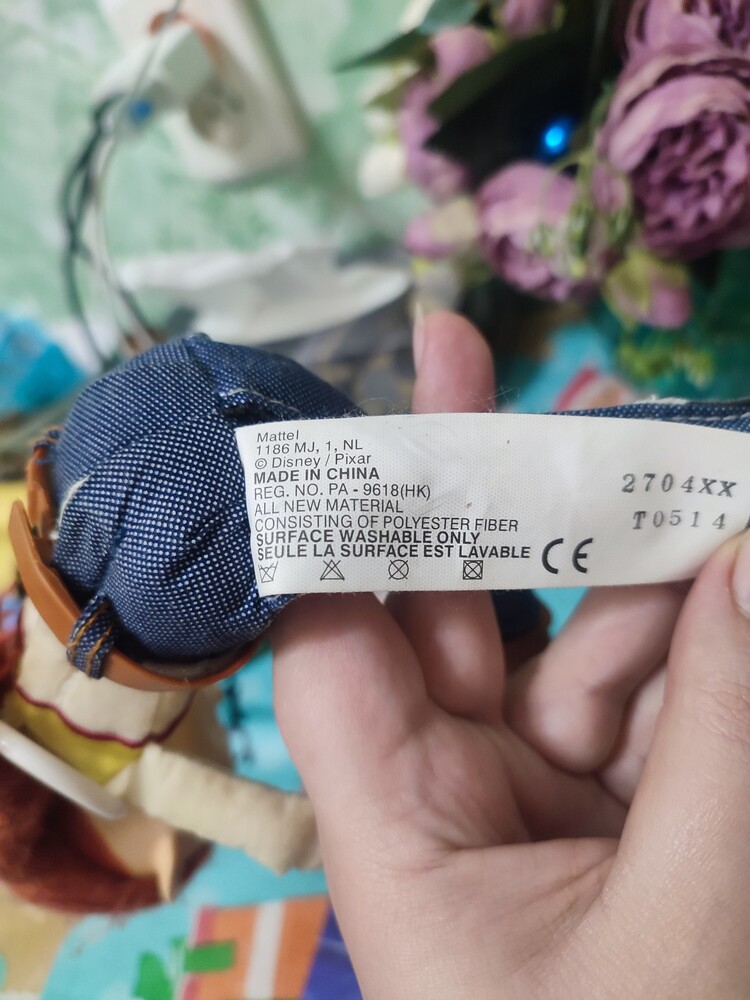 Mattel
1186 MJ, 1, NL
© Disney / Pixar
MADE IN CHINA
REG. NO. PA - 9618(HK)
ALL NEW MATERIAL
CONSISTING OF POLYESTER FIBER
SURFACE WASHABLE ONLY
SEULE LA SURFACE EST LAVABLE
CE
2704XX
T0514